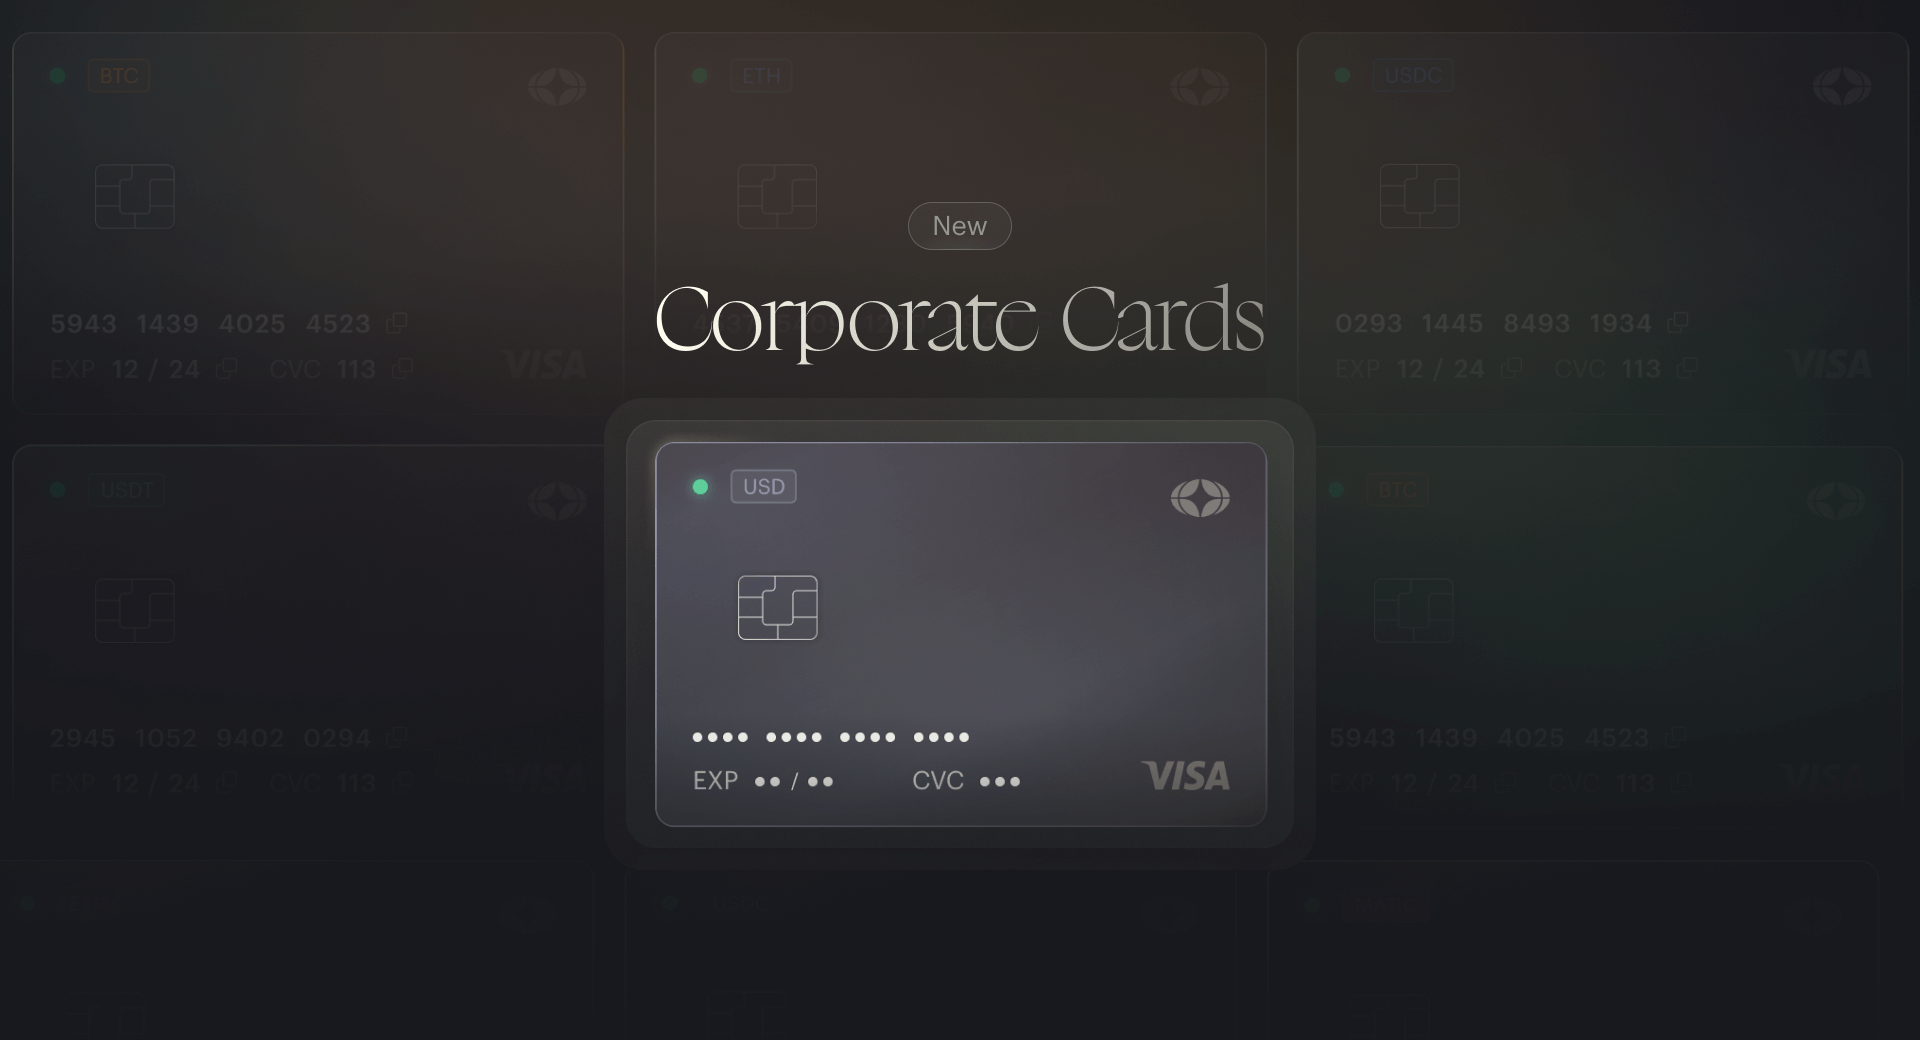 BTC
ETH
USDC
New
Corporate Cards
5943 1439 4025 4523
EXP 12 / 24 CVC 113
VISA
0293 1445 8493 1934
EXP 12 / 24 CVC 113
VISA
USDT
USD
BTC
2945 1052 9402 0294
EXP 12 / 24 CVC 113
VISA
•••• •••• •••• ••••
EXP •• / •• CVC •••
VISA
5943 1439 4025 4523
EXP 12 / 24 CVC 113
VISA